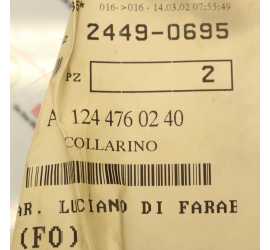 016->016 - 14.03.02 07:55:49
2449-0695
PZ 2
A 124 476 02 40
COLLARINO
AR. LUCIANO DI FARAB
(FO)